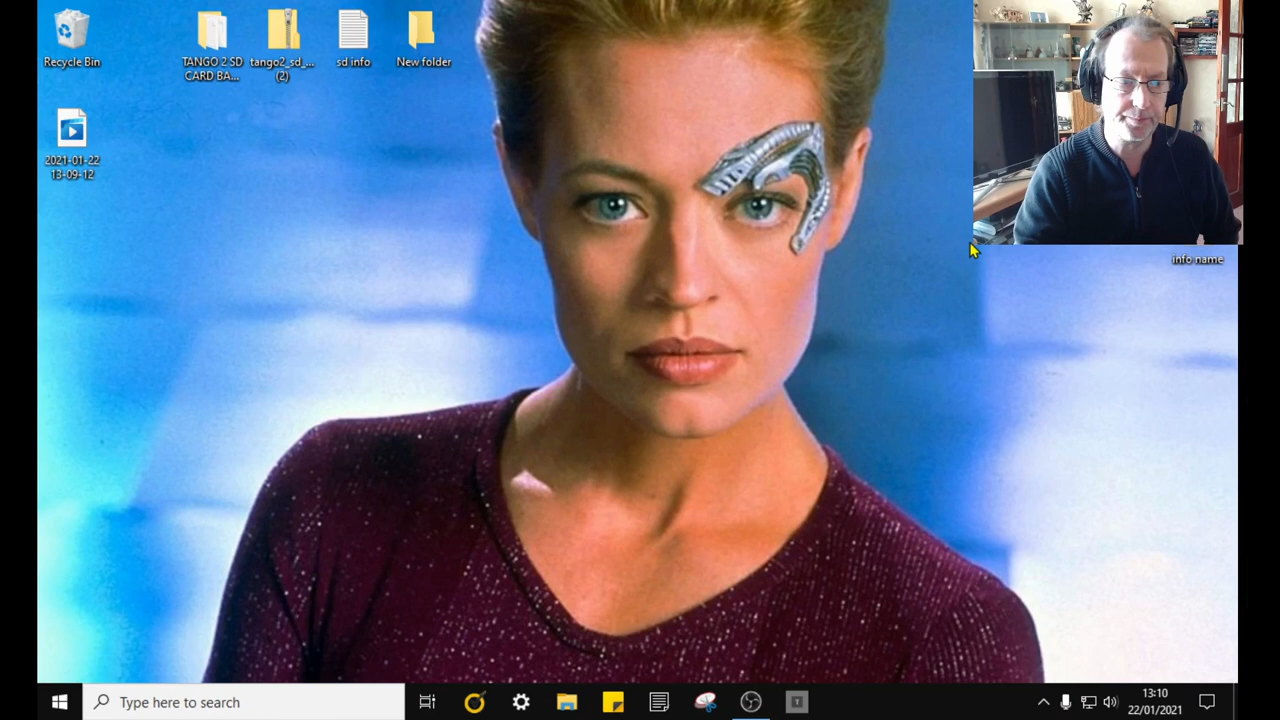 Recycle Bin
TANGO 2 SD
CARD BA...
tango2_sd_...
(2)
sd info
New folder
2021-01-22
13-09-12
info name
Type here to search
13:10
22/01/2021